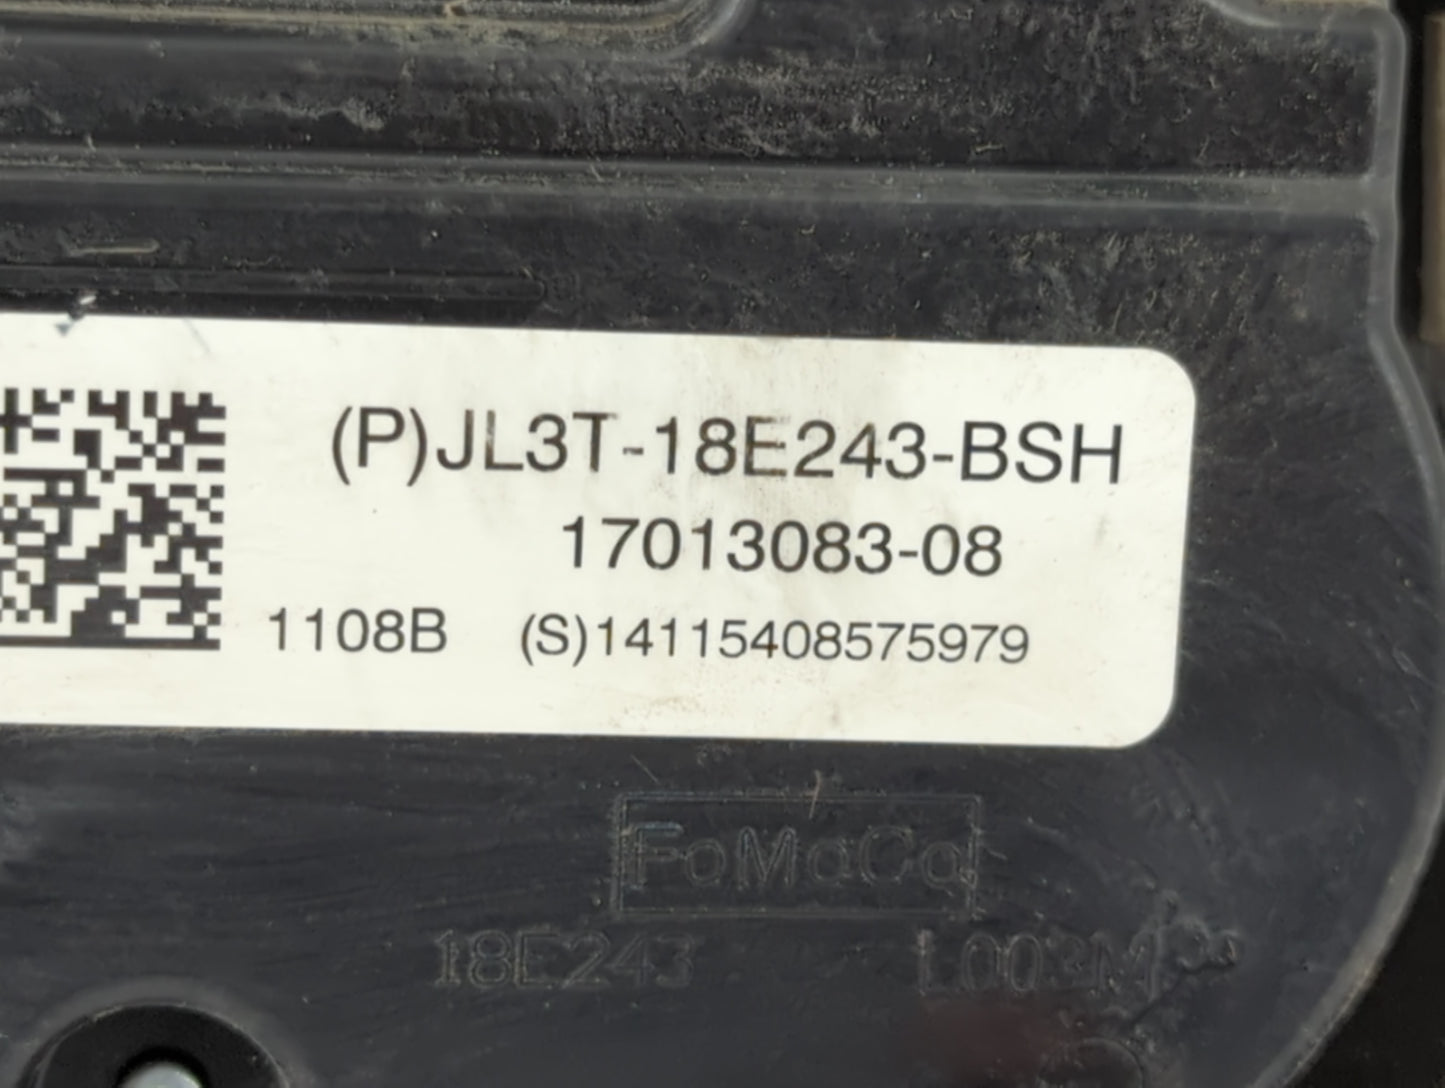 (P)JL3T-18E243-BSH
17013083-08
1108B (S)14115408575979
FoMoCo
18E243